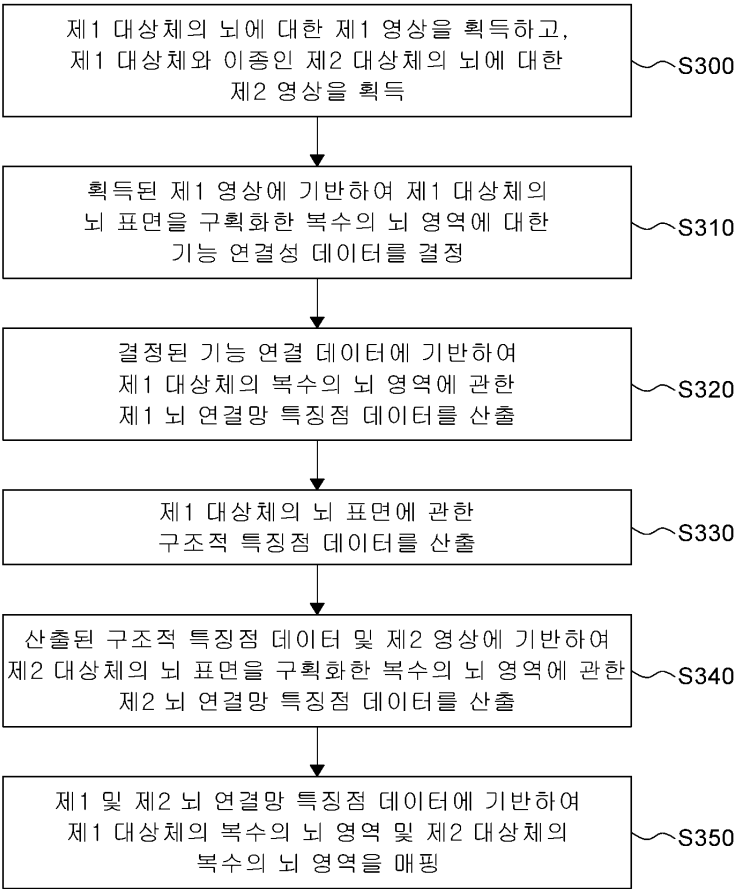 제1 대상체의 뇌에 대한 제1 영상을 획득하고,
제1 대상체와 이종인 제2 대상체의 뇌에 대한
제2 영상을 획득
S300
획득된 제1 영상에 기반하여 제1 대상체의
뇌 표면을 구획화한 복수의 뇌 영역에 대한
기능 연결성 데이터를 결정
S310
결정된 기능 연결 데이터에 기반하여
제1 대상체의 복수의 뇌 영역에 관한
제1 뇌 연결망 특징점 데이터를 산출
S320
제1 대상체의 뇌 표면에 관한
구조적 특징점 데이터를 산출
S330
산출된 구조적 특징점 데이터 및 제2 영상에 기반하여
제2 대상체의 뇌 표면을 구획화한 복수의 뇌 영역에 관한
제2 뇌 연결망 특징점 데이터를 산출
S340
제1 및 제2 뇌 연결망 특징점 데이터에 기반하여
제1 대상체의 복수의 뇌 영역 및 제2 대상체의
복수의 뇌 영역을 매핑
S350